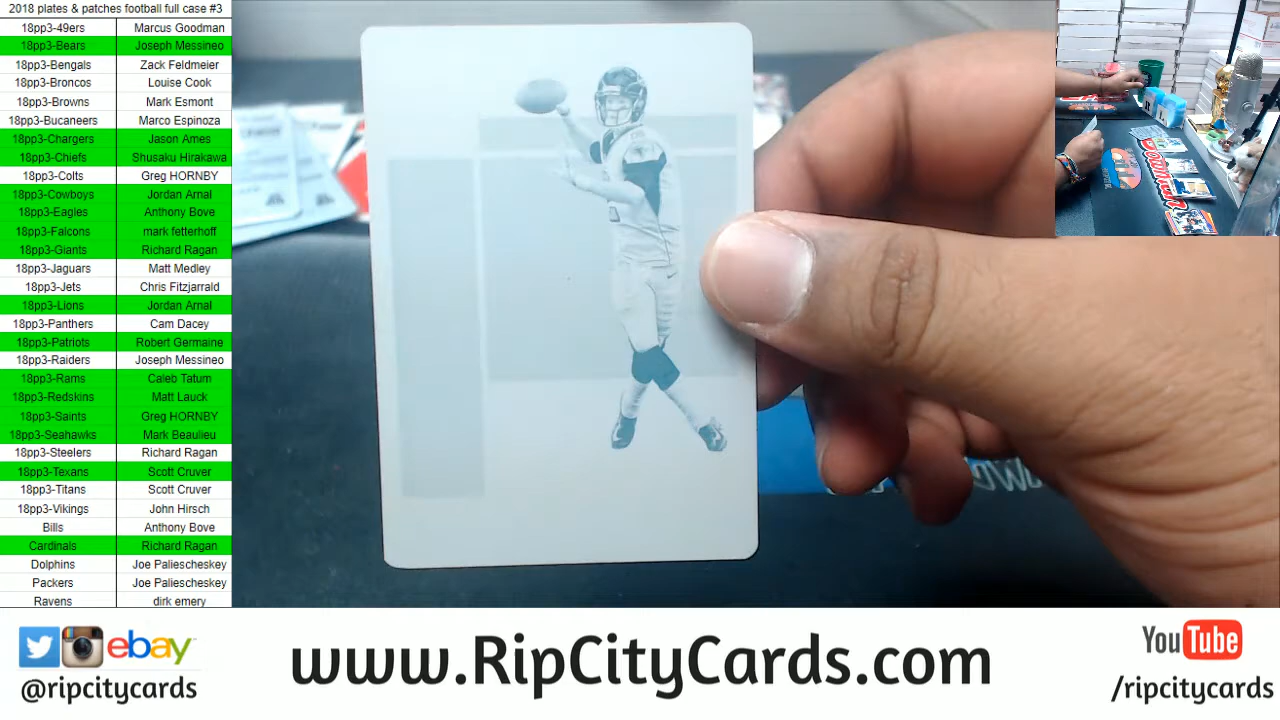 2018 plates & patches football full case #3
18pp3-49ers Marcus Goodman
18pp3-Bears Joseph Messineo
18pp3-Bengals Zack Feldmeier
18pp3-Broncos Louise Cook
18pp3-Browns Mark Esmont
18pp3-Bucaneers Marco Espinoza
18pp3-Chargers Jason Ames
18pp3-Chiefs Shusaku Hirakawa
18pp3-Colts Greg HORNBY
18pp3-Cowboys Jordan Arnal
18pp3-Eagles Anthony Bove
18pp3-Falcons mark fetterhoff
18pp3-Giants Richard Ragan
18pp3-Jaguars Matt Medley
18pp3-Jets Chris Fitzjarrald
18pp3-Lions Jordan Arnal
18pp3-Panthers Cam Dacey
18pp3-Patriots Robert Germaine
18pp3-Raiders Joseph Messineo
18pp3-Rams Caleb Tatum
18pp3-Redskins Matt Lauck
18pp3-Saints Greg HORNBY
18pp3-Seahawks Mark Beaulieu
18pp3-Steelers Richard Ragan
18pp3-Texans Scott Cruver
18pp3-Titans Scott Cruver
18pp3-Vikings John Hirsch
Bills Anthony Bove
Cardinals Richard Ragan
Dolphins Joe Paliescheskey
Packers Joe Paliescheskey
Ravens dirk emery
ebay
@ripcitycards
www.RipCityCards.com
YouTube
/ripcitycards